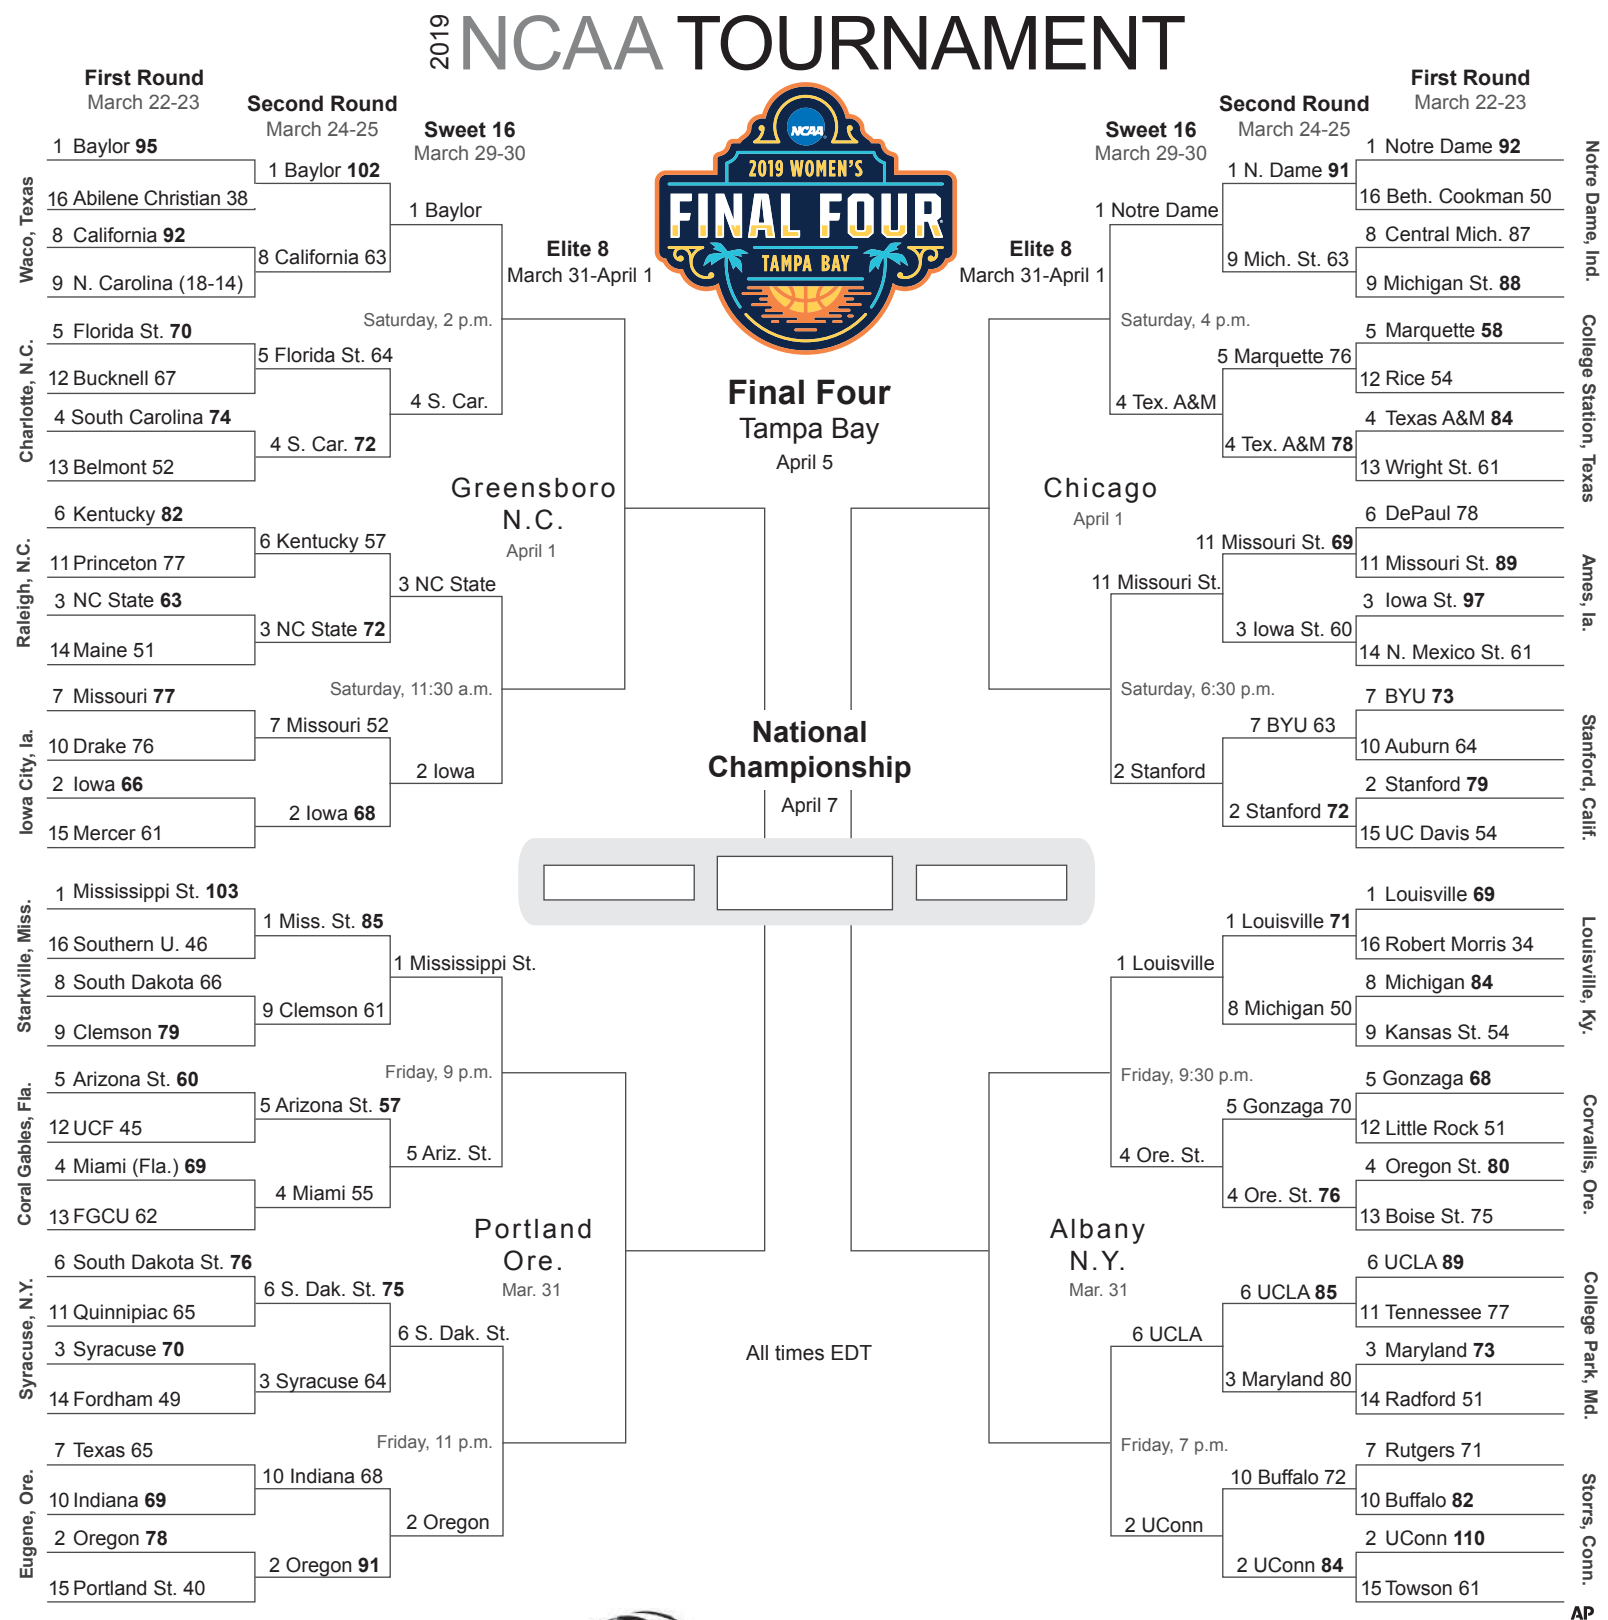 2019 NCAA TOURNAMENT
First Round
March 22-23
Second Round
March 24-25
Sweet 16
March 29-30
Elite 8
March 31-April 1
NCAA
2019 WOMEN'S
FINAL FOUR
TAMPA BAY
Final Four
Tampa Bay
April 5
National
Championship
April 7
All times EDT
Waco, Texas
1 Baylor 95
16 Abilene Christian 38
8 California 92
9 N. Carolina (18-14)
1 Baylor 102
8 California 63
1 Baylor
Saturday, 2 p.m.
Charlotte, N.C.
5 Florida St. 70
12 Bucknell 67
4 South Carolina 74
13 Belmont 52
5 Florida St. 64
4 S. Car. 72
4 S. Car.
Greensboro
N.C.
April 1
Raleigh, N.C.
6 Kentucky 82
11 Princeton 77
3 NC State 63
14 Maine 51
6 Kentucky 57
3 NC State 72
3 NC State
Saturday, 11:30 a.m.
Iowa City, Ia.
7 Missouri 77
10 Drake 76
2 Iowa 66
15 Mercer 61
7 Missouri 52
2 Iowa 68
2 Iowa
Starkville, Miss.
1 Mississippi St. 103
16 Southern U. 46
8 South Dakota 66
9 Clemson 79
1 Miss. St. 85
9 Clemson 61
1 Mississippi St.
Friday, 9 p.m.
Coral Gables, Fla.
5 Arizona St. 60
12 UCF 45
4 Miami (Fla.) 69
13 FGCU 62
5 Arizona St. 57
4 Miami 55
5 Ariz. St.
Portland
Ore.
Mar. 31
Syracuse, N.Y.
6 South Dakota St. 76
11 Quinnipiac 65
3 Syracuse 70
14 Fordham 49
6 S. Dak. St. 75
3 Syracuse 64
6 S. Dak. St.
Friday, 11 p.m.
Eugene, Ore.
7 Texas 65
10 Indiana 69
2 Oregon 78
15 Portland St. 40
10 Indiana 68
2 Oregon 91
2 Oregon
First Round
March 22-23
Second Round
March 24-25
Sweet 16
March 29-30
Elite 8
March 31-April 1
Notre Dame, Ind.
1 Notre Dame 92
16 Beth. Cookman 50
8 Central Mich. 87
9 Michigan St. 88
1 N. Dame 91
9 Mich. St. 63
1 Notre Dame
Saturday, 4 p.m.
College Station, Texas
5 Marquette 58
12 Rice 54
4 Texas A&M 84
13 Wright St. 61
5 Marquette 76
4 Tex. A&M 78
4 Tex. A&M
Chicago
April 1
Ames, Ia.
6 DePaul 78
11 Missouri St. 89
3 Iowa St. 97
14 N. Mexico St. 61
11 Missouri St. 69
3 Iowa St. 60
11 Missouri St.
Saturday, 6:30 p.m.
Stanford, Calif.
7 BYU 73
10 Auburn 64
2 Stanford 79
15 UC Davis 54
7 BYU 63
2 Stanford 72
2 Stanford
Louisville, Ky.
1 Louisville 69
16 Robert Morris 34
8 Michigan 84
9 Kansas St. 54
1 Louisville 71
8 Michigan 50
1 Louisville
Friday, 9:30 p.m.
Corvallis, Ore.
5 Gonzaga 68
12 Little Rock 51
4 Oregon St. 80
13 Boise St. 75
5 Gonzaga 70
4 Ore. St. 76
4 Ore. St.
Albany
N.Y.
Mar. 31
College Park, Md.
6 UCLA 89
11 Tennessee 77
3 Maryland 73
14 Radford 51
6 UCLA 85
3 Maryland 80
6 UCLA
Friday, 7 p.m.
Storrs, Conn.
7 Rutgers 71
10 Buffalo 82
2 UConn 110
15 Towson 61
10 Buffalo 72
2 UConn 84
2 UConn
AP